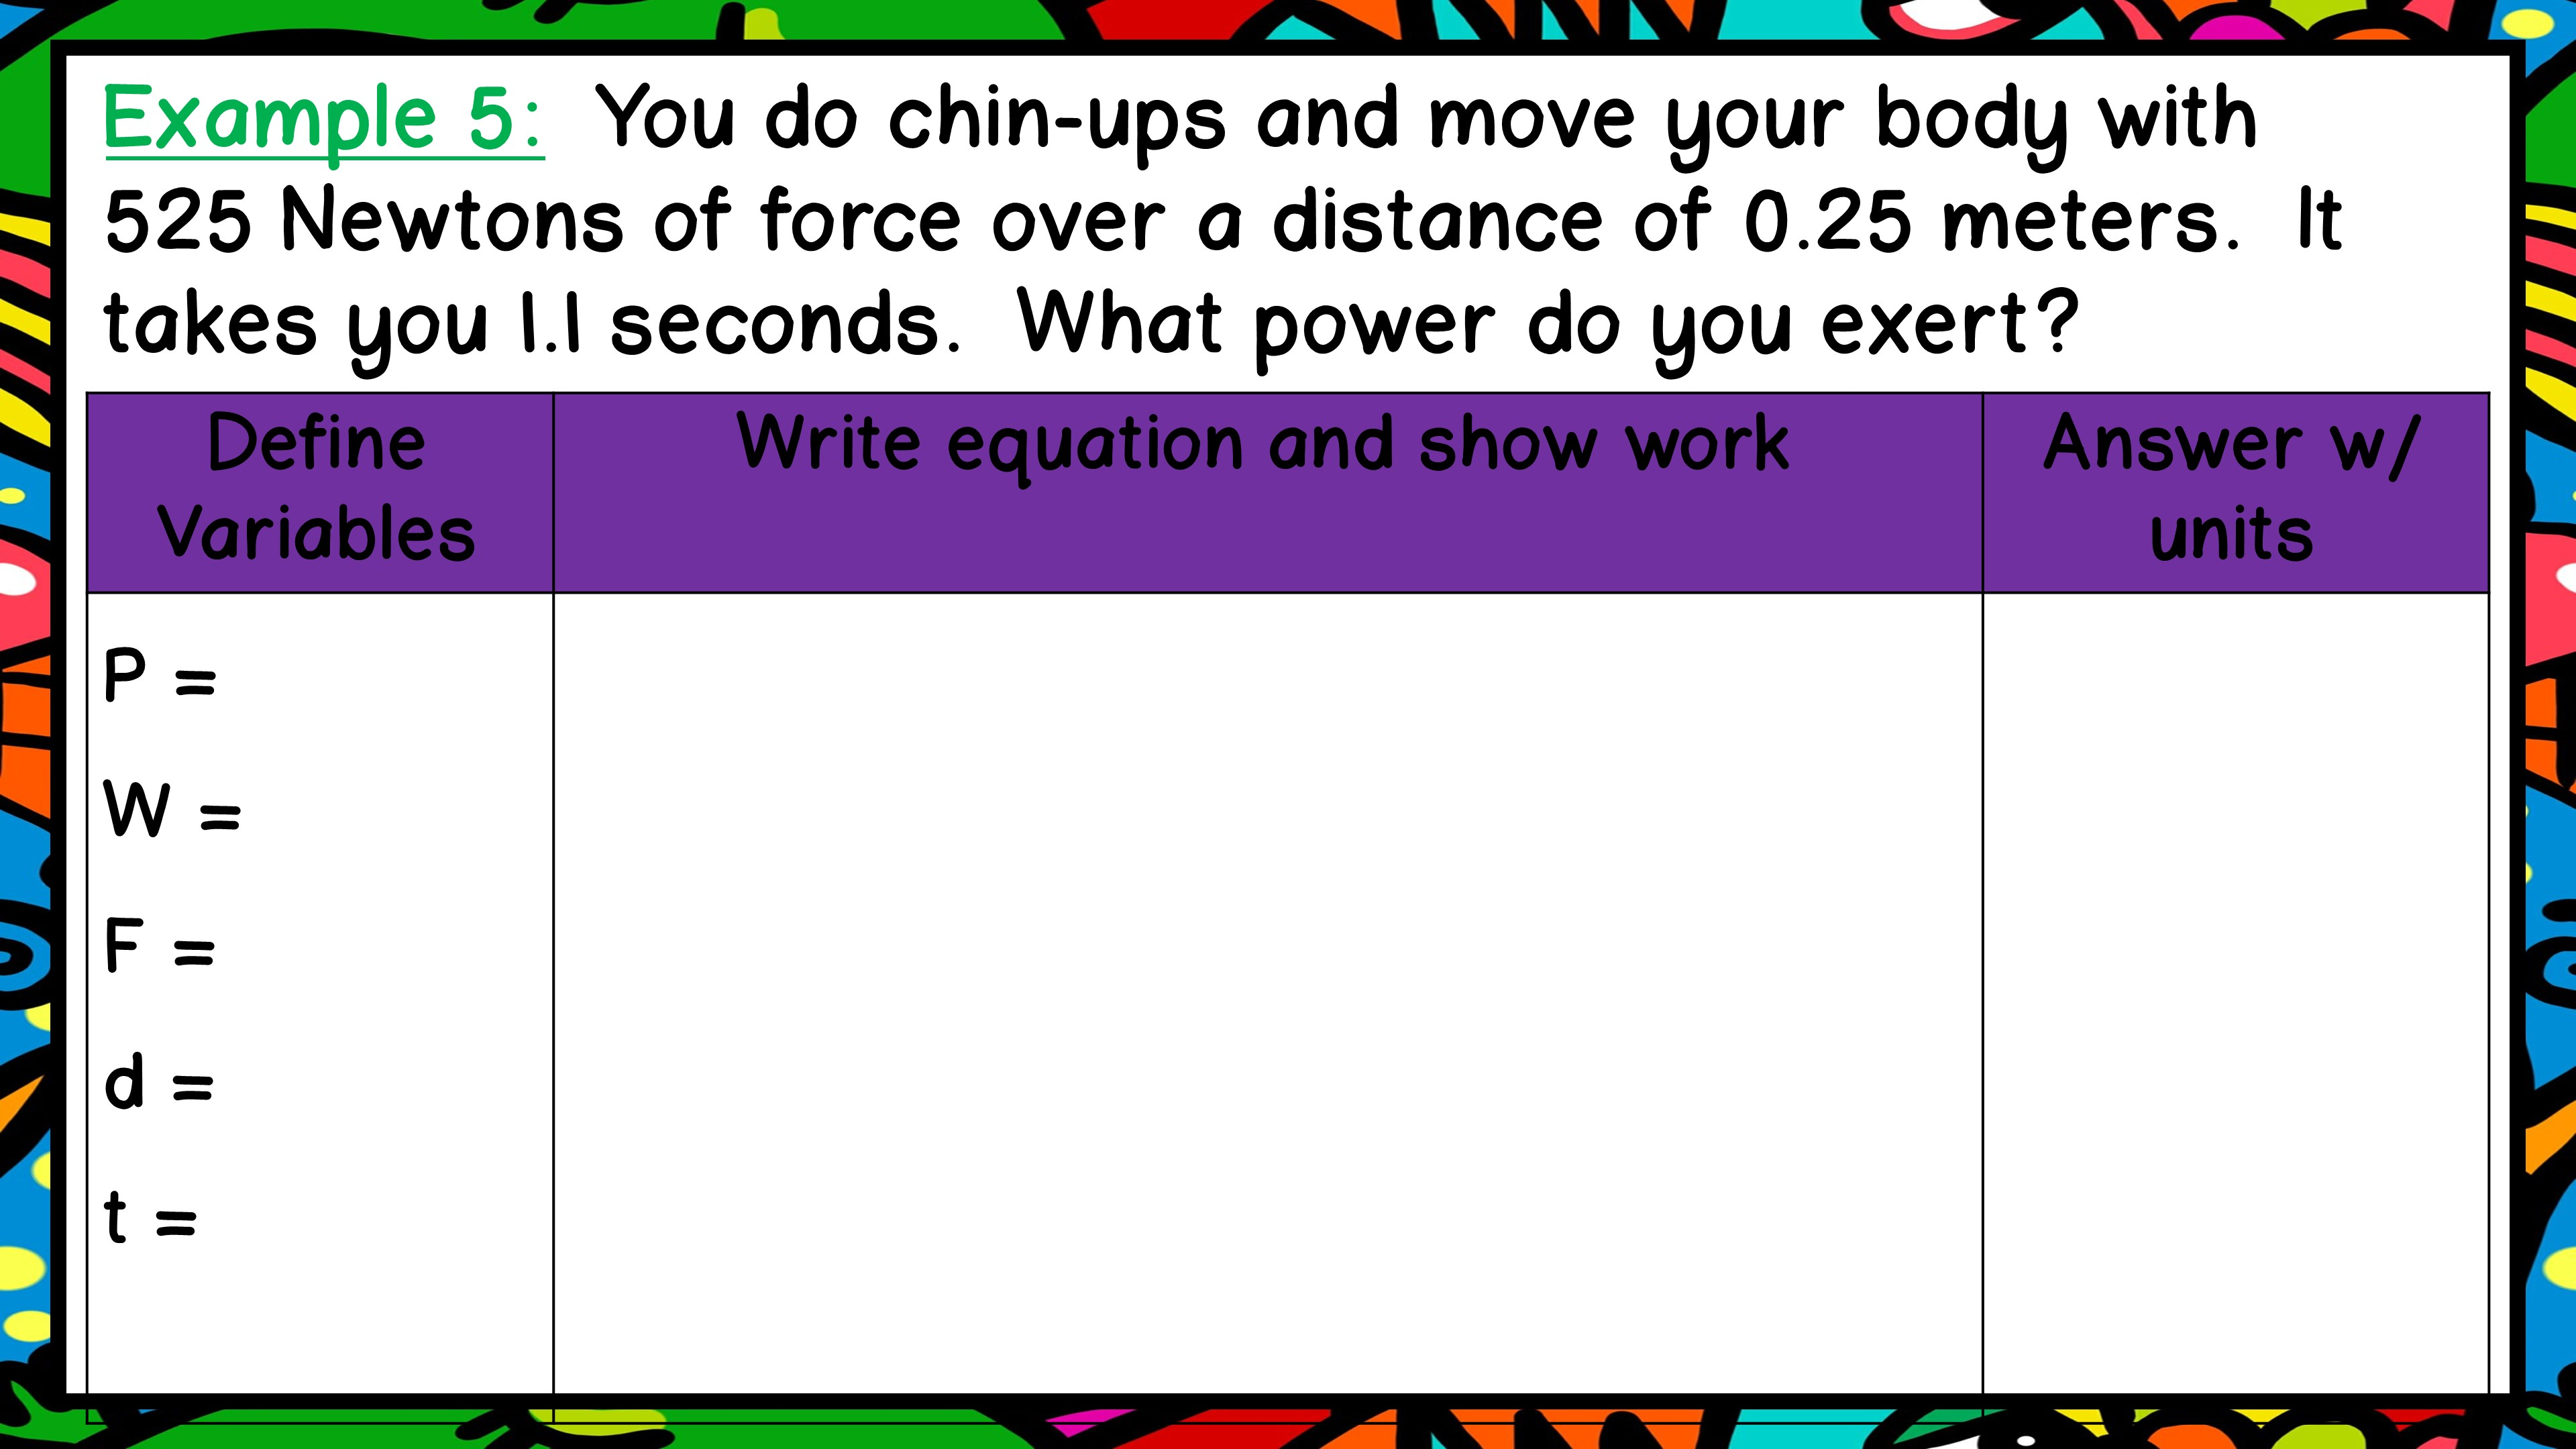 Example 5:  You do chin-ups and move your body with
525 Newtons of force over a distance of 0.25 meters.  It
takes you 1.1 seconds.  What power do you exert?
Define
Variables
Write equation and show work
Answer w/
units
P =
W =
F =
d =
t =